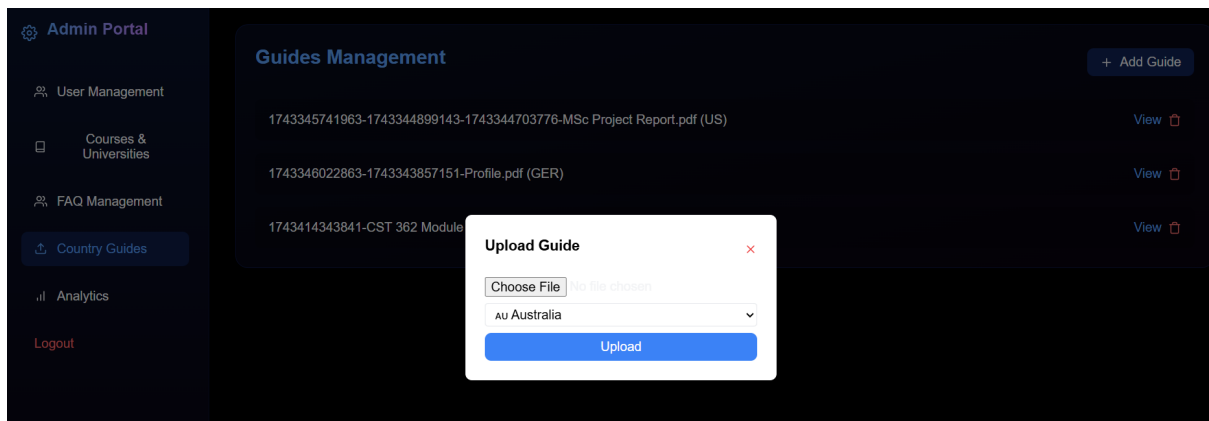 Admin Portal
User Management
Courses &
Universities
FAQ Management
Country Guides
Analytics
Logout
Guides Management
+ Add Guide
1743345741963-1743344899143-1743344703776-MSc Project Report.pdf (US)
View
1743346022863-1743343857151-Profile.pdf (GER)
View
1743414343841-CST 362 Module
View
Upload Guide
×
Choose File No file chosen
AU Australia
Upload